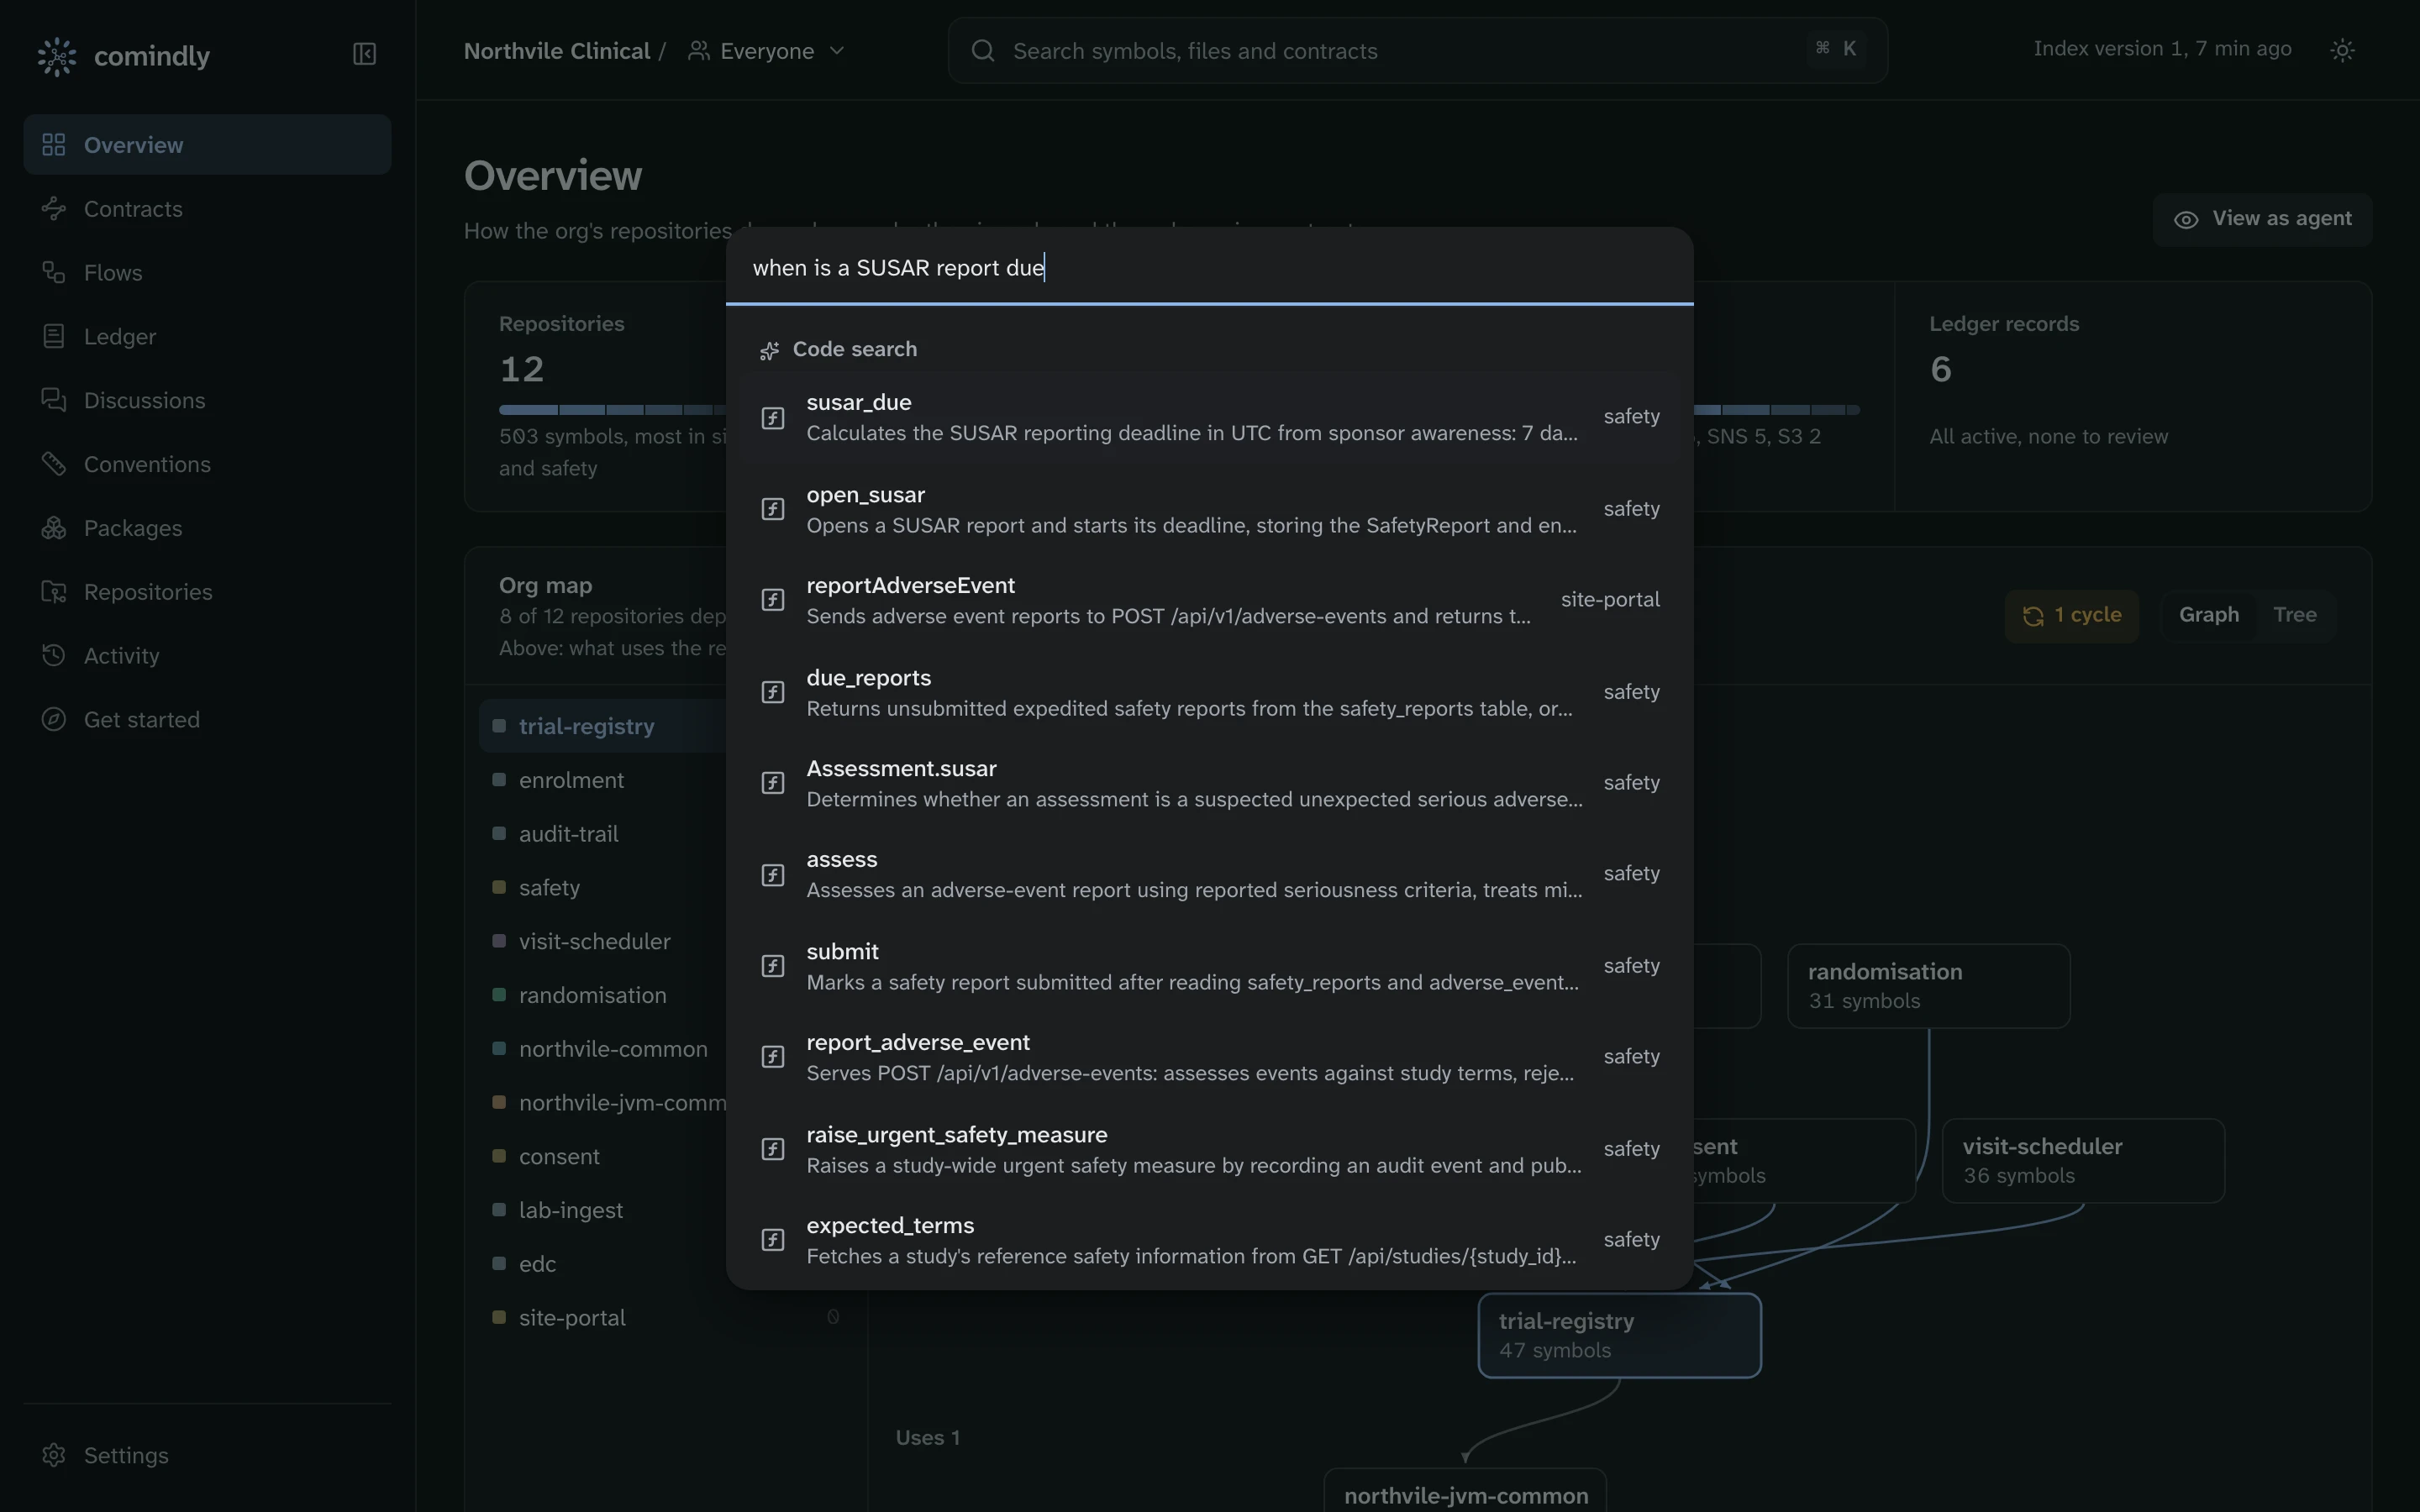 comindly
Northvile Clinical / Everyone
Search symbols, files and contracts
⌘ K
Index version 1, 7 min ago
Overview
Contracts
Flows
Ledger
Discussions
Conventions
Packages
Repositories
Activity
Get started
Settings
Overview
How the org's repositories
View as agent
Repositories
12
503 symbols, most in
and safety
SNS 5, S3 2
Ledger records
6
All active, none to review
Org map
8 of 12 repositories
Above: what uses the
1 cycle
Graph
Tree
trial-registry
enrolment
audit-trail
safety
visit-scheduler
randomisation
northvile-common
northvile-jvm-comm
consent
lab-ingest
edc
site-portal
0
when is a SUSAR report due
Code search
susar_due
safety
Calculates the SUSAR reporting deadline in UTC from sponsor awareness: 7 da...
open_susar
safety
Opens a SUSAR report and starts its deadline, storing the SafetyReport and en...
reportAdverseEvent
site-portal
Sends adverse event reports to POST /api/v1/adverse-events and returns t...
due_reports
safety
Returns unsubmitted expedited safety reports from the safety_reports table, or...
Assessment.susar
safety
Determines whether an assessment is a suspected unexpected serious adverse...
assess
safety
Assesses an adverse-event report using reported seriousness criteria, treats mi...
submit
safety
Marks a safety report submitted after reading safety_reports and adverse_event...
report_adverse_event
safety
Serves POST /api/v1/adverse-events: assesses events against study terms, reje...
raise_urgent_safety_measure
safety
Raises a study-wide urgent safety measure by recording an audit event and pub...
expected_terms
safety
Fetches a study's reference safety information from GET /api/studies/{study_id}...
randomisation
31 symbols
sent
symbols
visit-scheduler
36 symbols
trial-registry
47 symbols
Uses 1
northvile-jvm-common